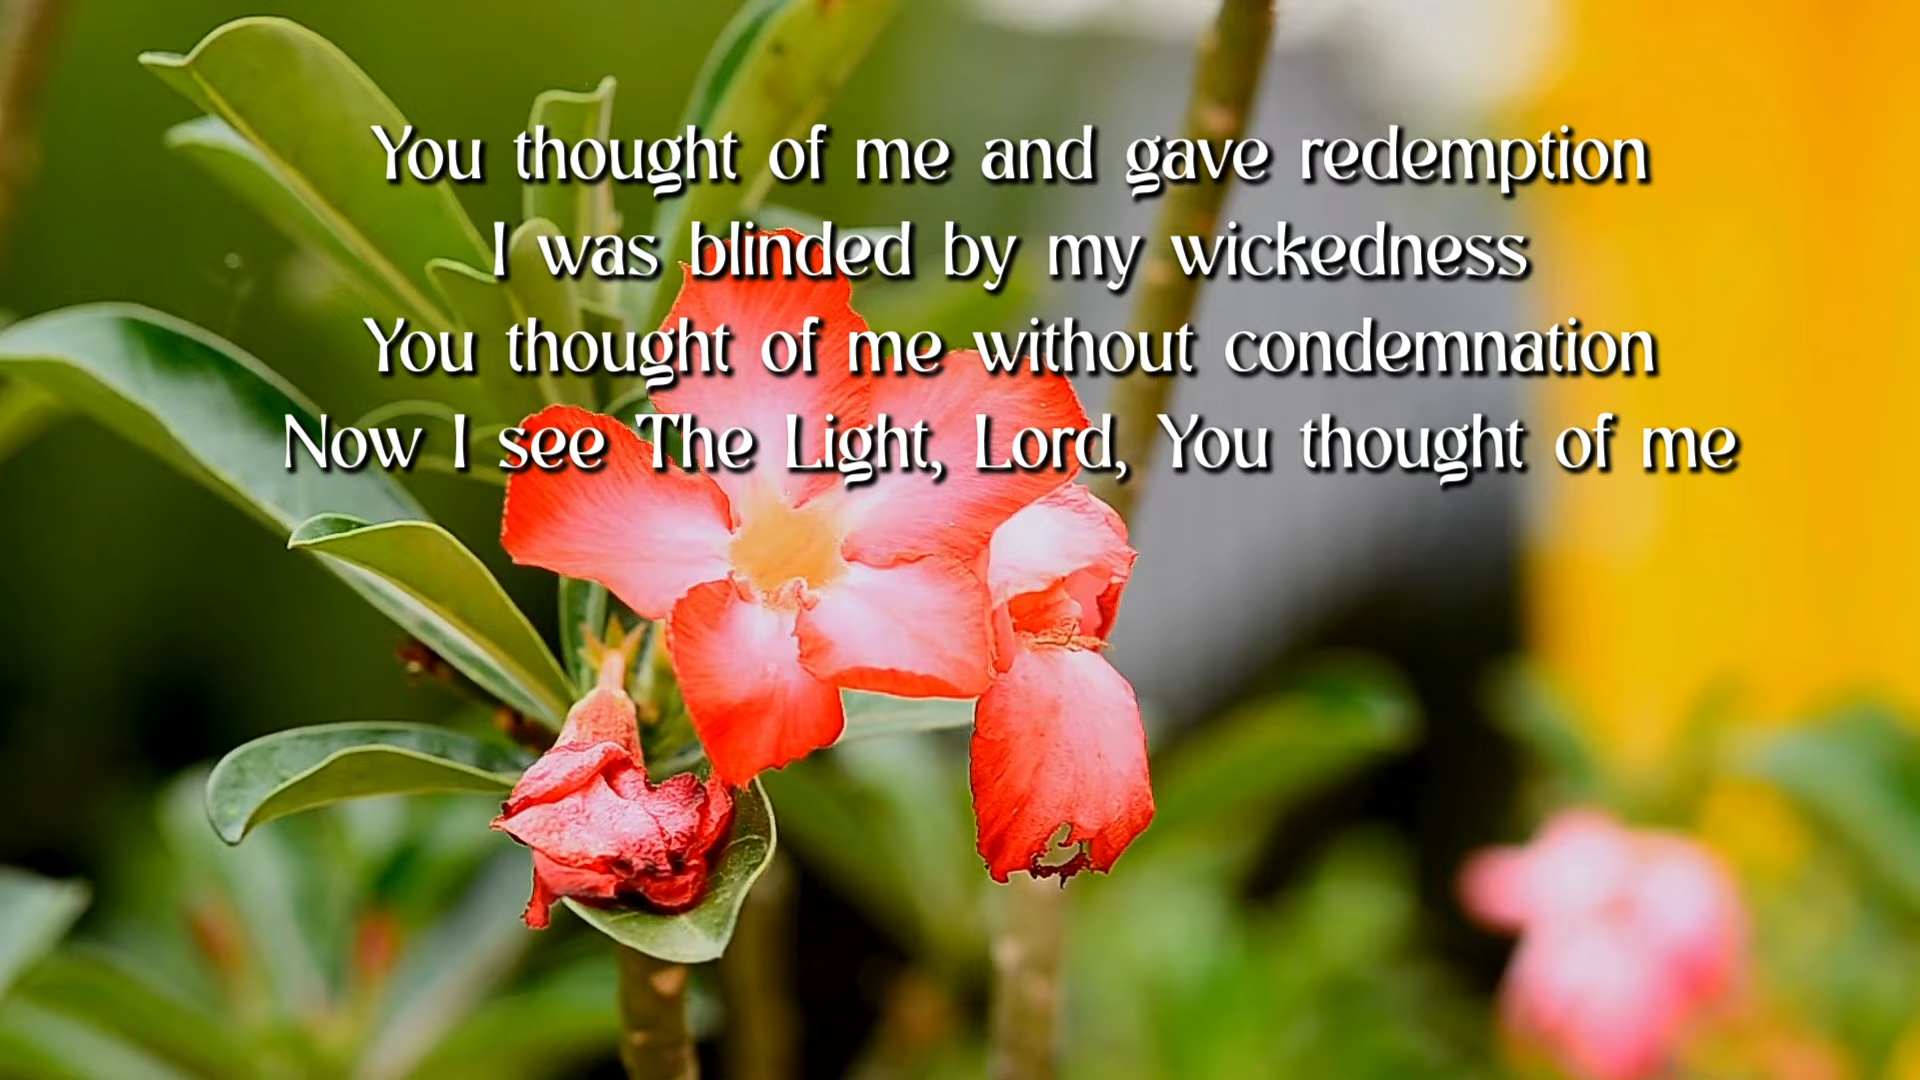 You thought of me and gave redemption
I was blinded by my wickedness
You thought of me without condemnation
Now I see The Light, Lord, You thought of me